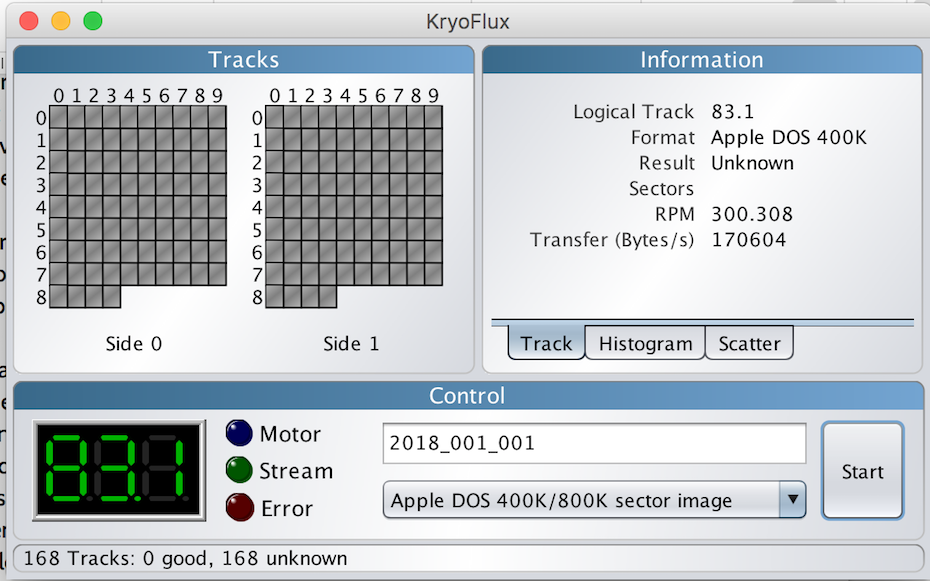 KryoFlux
Tracks
0 1 2 3 4 5 6 7 8 9
0
1
2
3
4
5
6
7
8
Side 0
0 1 2 3 4 5 6 7 8 9
0
1
2
3
4
5
6
7
8
Side 1
Information
Logical Track 83.1
Format Apple DOS 400K
Result Unknown
Sectors
RPM 300.308
Transfer (Bytes/s) 170604
Track Histogram Scatter
Control
83.1
Motor
Stream
Error
2018_001_001
Apple DOS 400K/800K sector image
Start
168 Tracks: 0 good, 168 unknown